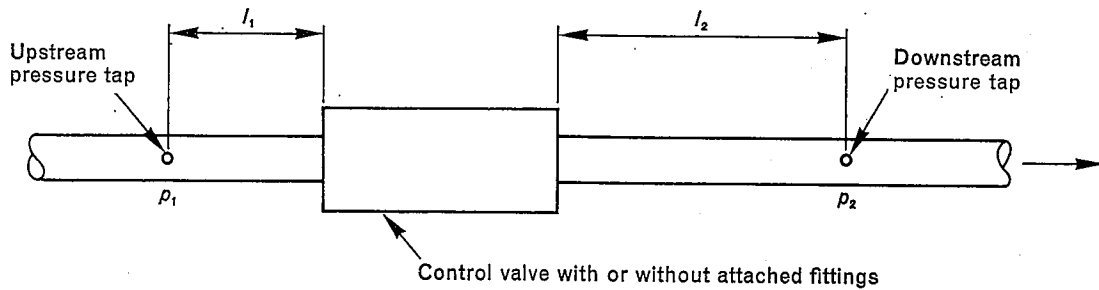 l₁
l₂
Upstream
pressure tap
Downstream
pressure tap
p₁
p₂
Control valve with or without attached fittings